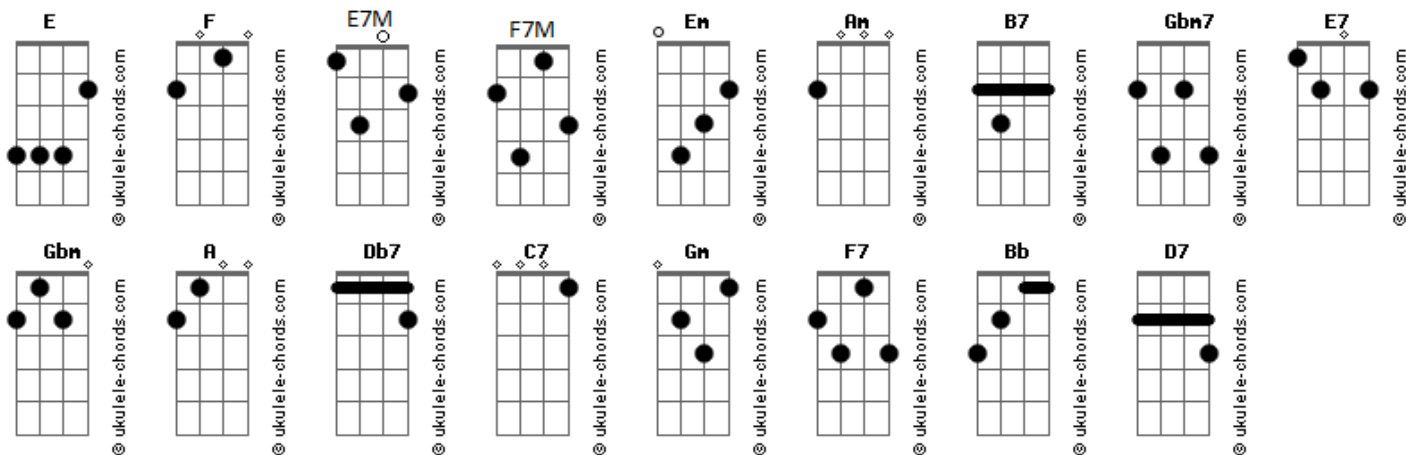 E F E7M F7M Em Am B7 Gbm7 E7
© ukulele-chords.com © ukulele-chords.com © ukulele-chords.com © ukulele-chords.com © ukulele-chords.com © ukulele-chords.com © ukulele-chords.com © ukulele-chords.com © ukulele-chords.com
Gbm A Db7 C7 Gm F7 Bb D7
© ukulele-chords.com © ukulele-chords.com © ukulele-chords.com © ukulele-chords.com © ukulele-chords.com © ukulele-chords.com © ukulele-chords.com © ukulele-chords.com